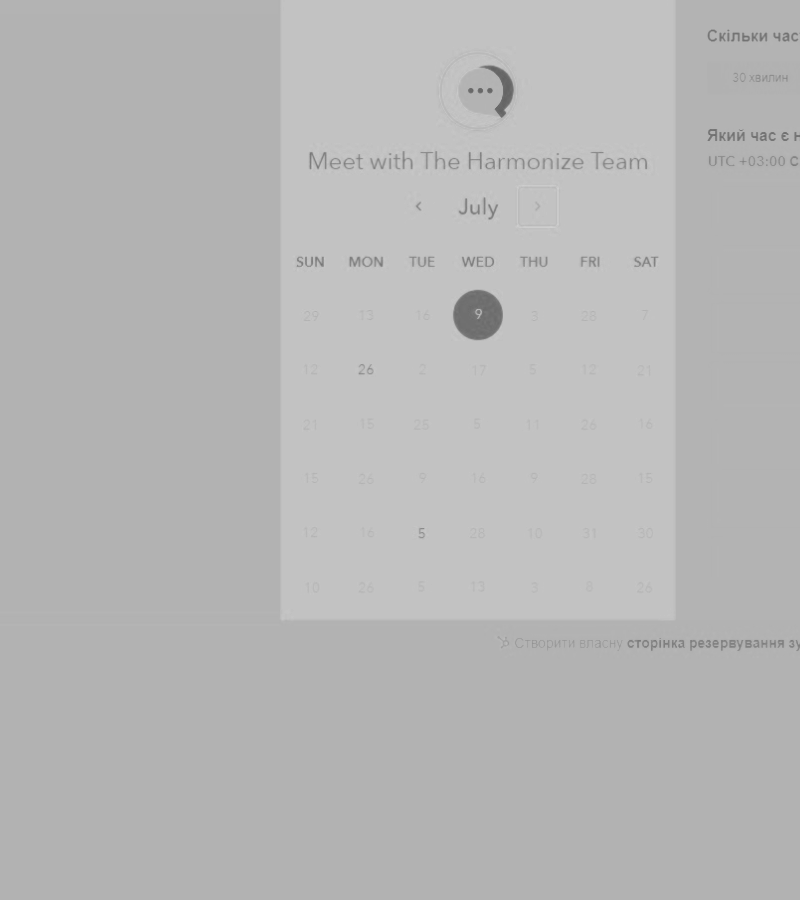 Meet with The Harmonize Team
July
SUN MON TUE WED THU FRI SAT
29 13 16 9 3 28 7
12 26 2 17 5 12 21
21 15 25 5 11 26 16
15 26 9 16 9 28 15
12 16 5 28 10 31 30
10 26 5 13 3 26
Скільки час
30 хвилин
Який час є н
UTC +03:00 С
Створити власну сторінка резервування зу